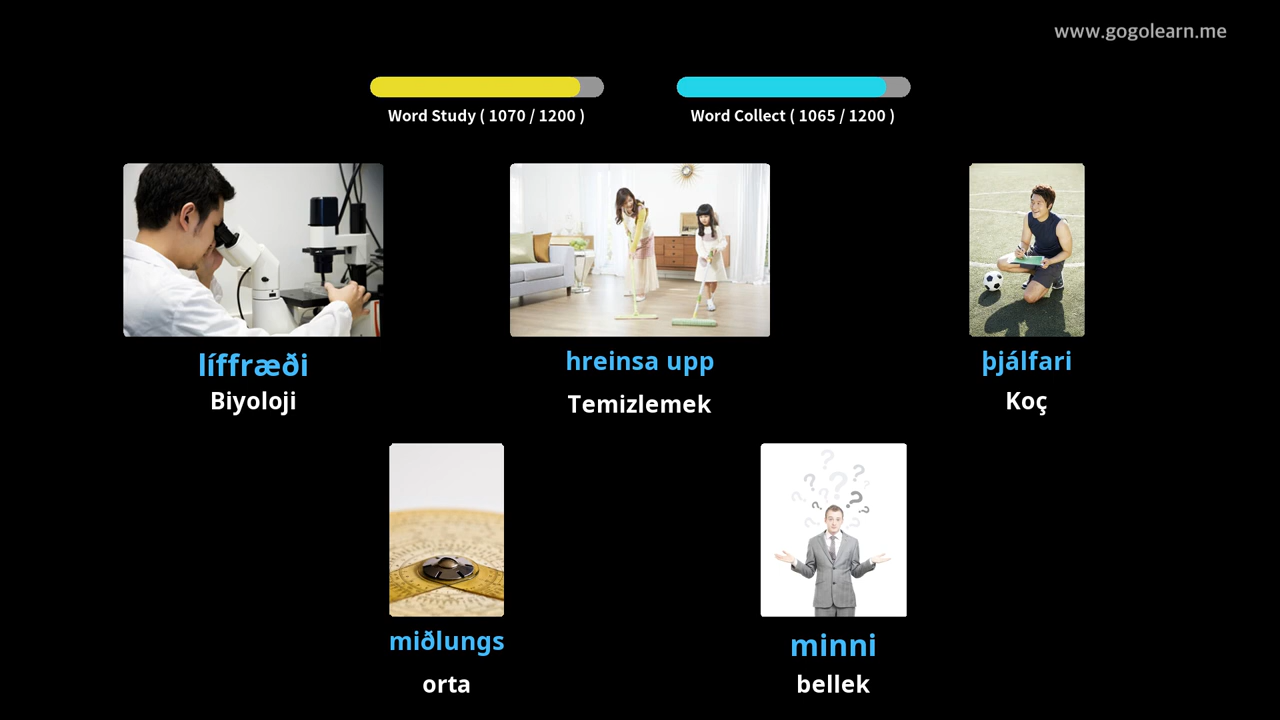 www.gogolearn.me
Word Study ( 1070 / 1200 )
Word Collect ( 1065 / 1200 )
líffræði
Biyoloji
hreinsa upp
Temizlemek
þjálfari
Koç
miðlungs
orta
minni
bellek